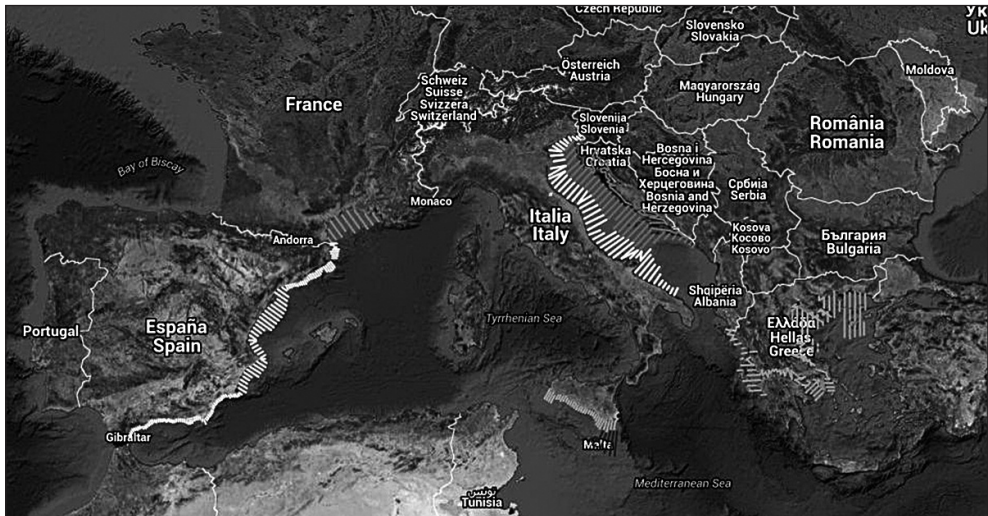 Czech Republic
Ук
Uk
Slovensko
Slovakia
Österreich
Austria
Moldova
Schweiz
Suisse
Svizzera
Switzerland
Magyarország
Hungary
France
România
Romania
Slovenija
Slovenia
Hrvatska
Croatia
Bosna i
Hercegovina
Босна и
Херцеговина
Bosnia and
Herzegovina
Србија
Serbia
Bay of Biscay
Monaco
Italia
Italy
Kosova
Косово
Kosovo
България
Bulgaria
Andorra
Shqipëria
Albania
Portugal
España
Spain
Tyrrhenian Sea
Ελλάδα
Hellas
Greece
Gibraltar
Malta
Mediterranean Sea
تونس
Tunisia